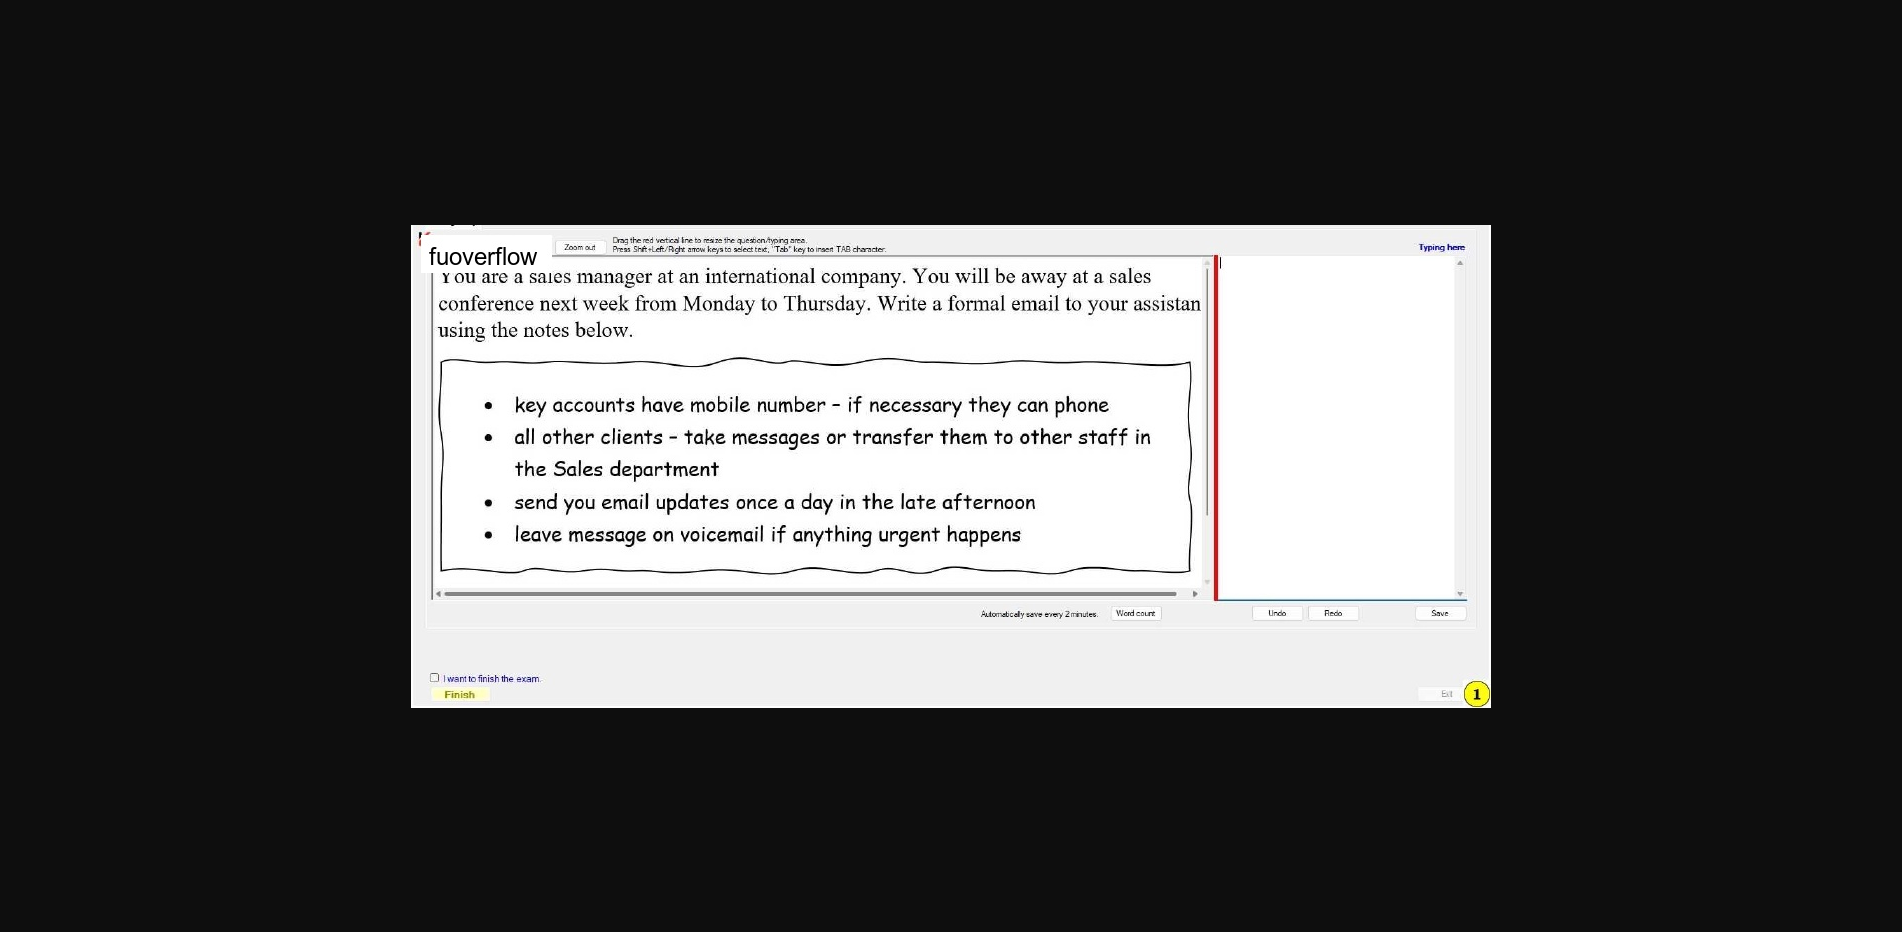 fuoverflow
Zoom out
Drag the red vertical line to resize the question/typing area.
Press Shift+Left/Right arrow keys to select text, "Tab" key to insert TAB character.
Typing here
You are a sales manager at an international company. You will be away at a sales
conference next week from Monday to Thursday. Write a formal email to your assistan
using the notes below.
• key accounts have mobile number – if necessary they can phone
• all other clients – take messages or transfer them to other staff in
the Sales department
• send you email updates once a day in the late afternoon
• leave message on voicemail if anything urgent happens
Automatically save every 2 minutes.
Word count
Undo
Redo
Save
I want to finish the exam.
Finish
Exit
1